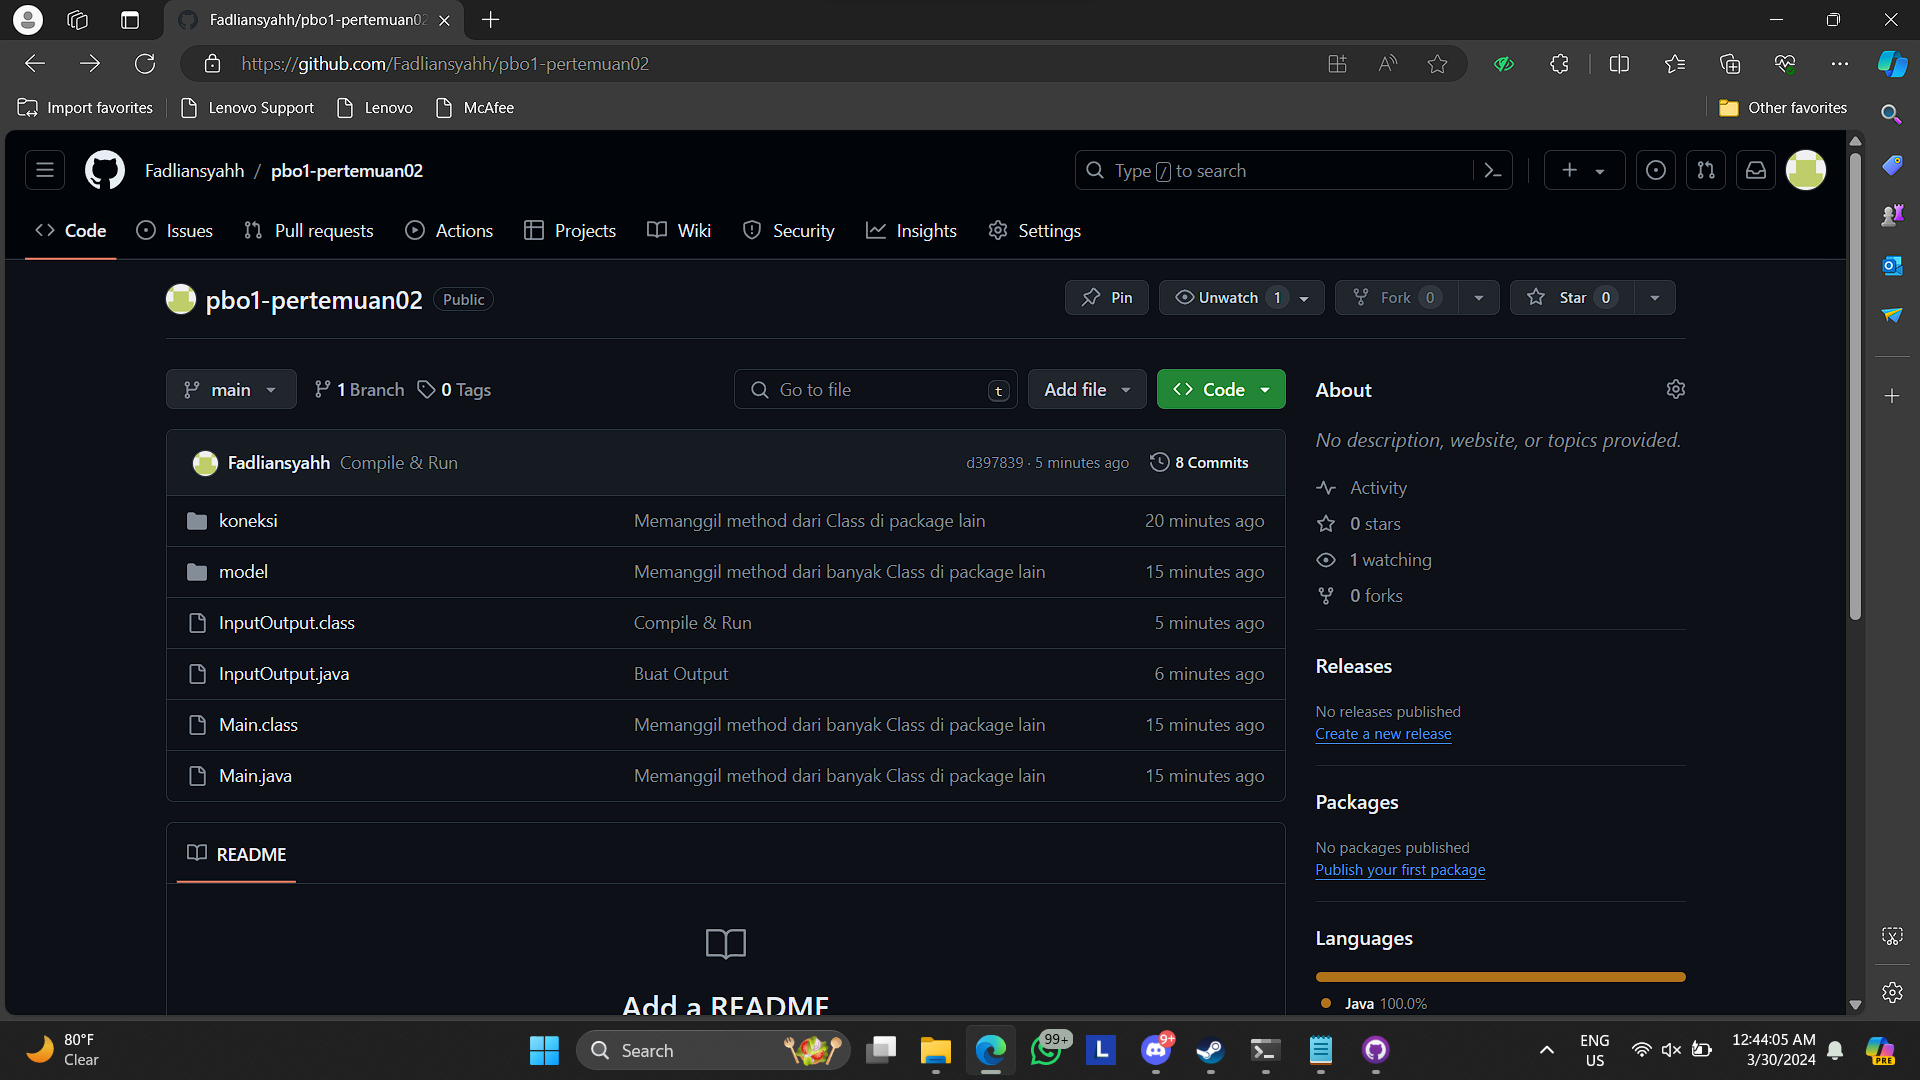 Fadliansyahh/pbo1-pertemuan02
https://github.com/Fadliansyahh/pbo1-pertemuan02
Import favorites Lenovo Support Lenovo McAfee Other favorites
Fadliansyahh / pbo1-pertemuan02 Type / to search
Code Issues Pull requests Actions Projects Wiki Security Insights Settings
pbo1-pertemuan02 Public Pin Unwatch 1 Fork 0 Star 0
main 1 Branch 0 Tags Go to file t Add file Code
Fadliansyahh Compile & Run d397839 · 5 minutes ago 8 Commits
koneksi Memanggil method dari Class di package lain 20 minutes ago
model Memanggil method dari banyak Class di package lain 15 minutes ago
InputOutput.class Compile & Run 5 minutes ago
InputOutput.java Buat Output 6 minutes ago
Main.class Memanggil method dari banyak Class di package lain 15 minutes ago
Main.java Memanggil method dari banyak Class di package lain 15 minutes ago
README
Add a README
About
No description, website, or topics provided.
Activity
0 stars
1 watching
0 forks
Releases
No releases published
Create a new release
Packages
No packages published
Publish your first package
Languages
Java 100.0%
80°F
Clear
Search
99+
L
9+
ENG
US
12:44:05 AM
3/30/2024
PRE